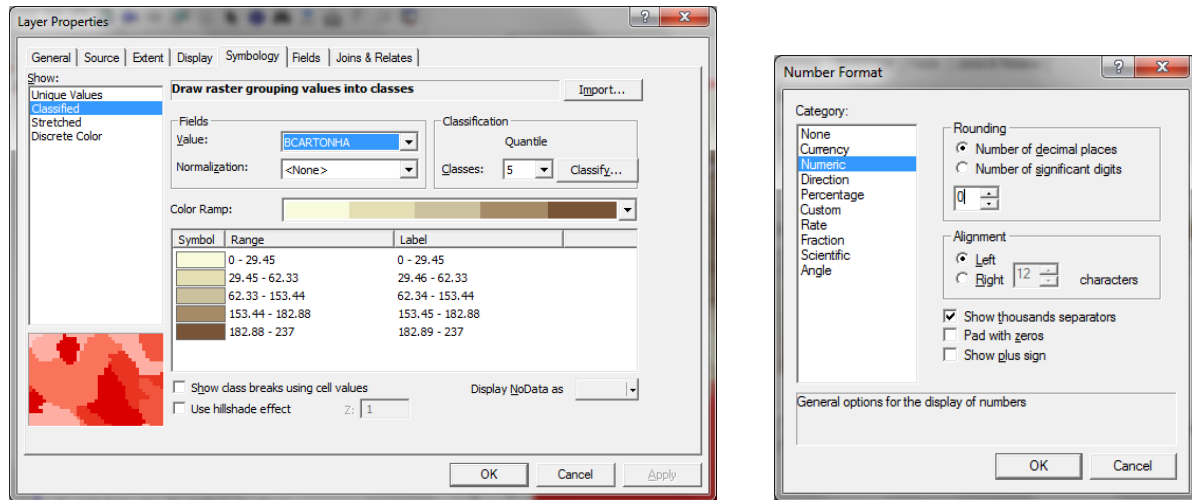 Layer Properties
General Source Extent Display Symbology Fields Joins & Relates
Show:
Unique Values
Classified
Stretched
Discrete Color
Draw raster grouping values into classes
Import...
Fields
Value: BCARTONHA
Normalization: <None>
Classification
Quantile
Classes: 5 Classify...
Color Ramp:
Symbol Range Label
0 - 29.45 0 - 29.45
29.45 - 62.33 29.46 - 62.33
62.33 - 153.44 62.34 - 153.44
153.44 - 182.88 153.45 - 182.88
182.88 - 237 182.89 - 237
Show class breaks using cell values
Display NoData as
Use hillshade effect Z: 1
OK Cancel Apply
Number Format
Category:
None
Currency
Numeric
Direction
Percentage
Custom
Rate
Fraction
Scientific
Angle
Rounding
Number of decimal places
Number of significant digits
0
Alignment
Left
Right 12 characters
Show thousands separators
Pad with zeros
Show plus sign
General options for the display of numbers
OK Cancel